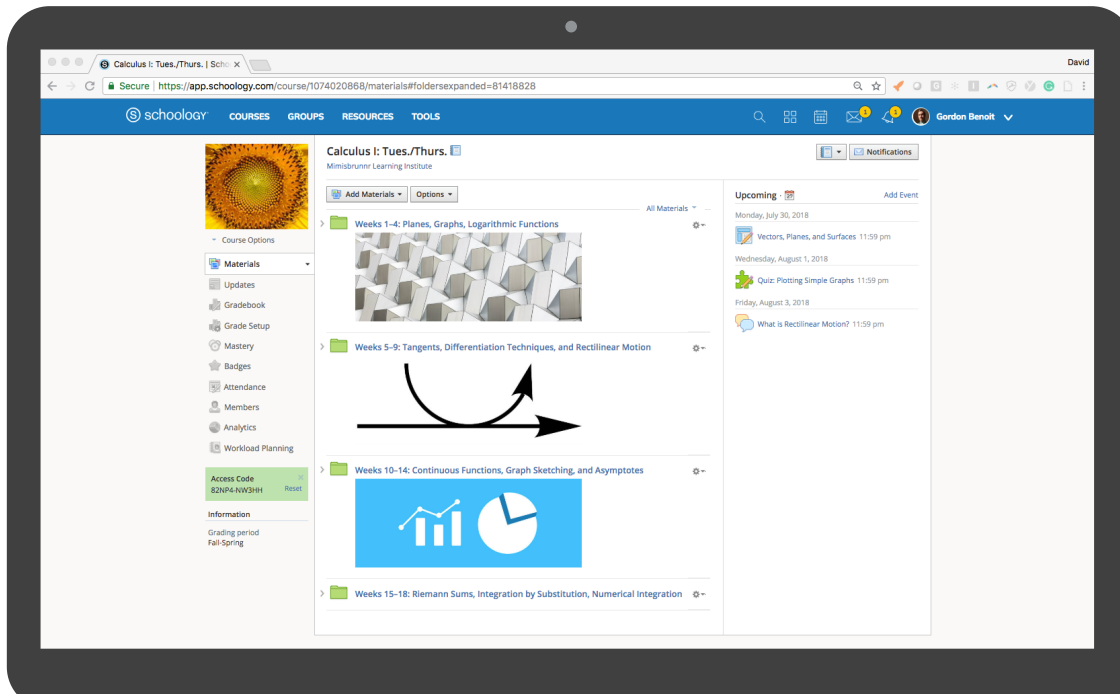 Calculus I: Tues./Thurs. | Scho
David
Secure | https://app.schoology.com/course/1074020868/materials#foldersexpanded=81418828
S schoology COURSES GROUPS RESOURCES TOOLS 1 1 Gordon Benoit
Calculus I: Tues./Thurs.
Mimisbrunnr Learning Institute
Notifications
Add Materials Options
All Materials
Course Options
Materials
Updates
Gradebook
Grade Setup
Mastery
Badges
Attendance
Members
Analytics
Workload Planning
Access Code
82NP4-NW3HH Reset
Information
Grading period
Fall-Spring
Weeks 1–4: Planes, Graphs, Logarithmic Functions
Weeks 5–9: Tangents, Differentiation Techniques, and Rectilinear Motion
Weeks 10–14: Continuous Functions, Graph Sketching, and Asymptotes
Weeks 15–18: Riemann Sums, Integration by Substitution, Numerical Integration
Upcoming · Add Event
Monday, July 30, 2018
Vectors, Planes, and Surfaces 11:59 pm
Wednesday, August 1, 2018
Quiz: Plotting Simple Graphs 11:59 pm
Friday, August 3, 2018
What is Rectilinear Motion? 11:59 pm